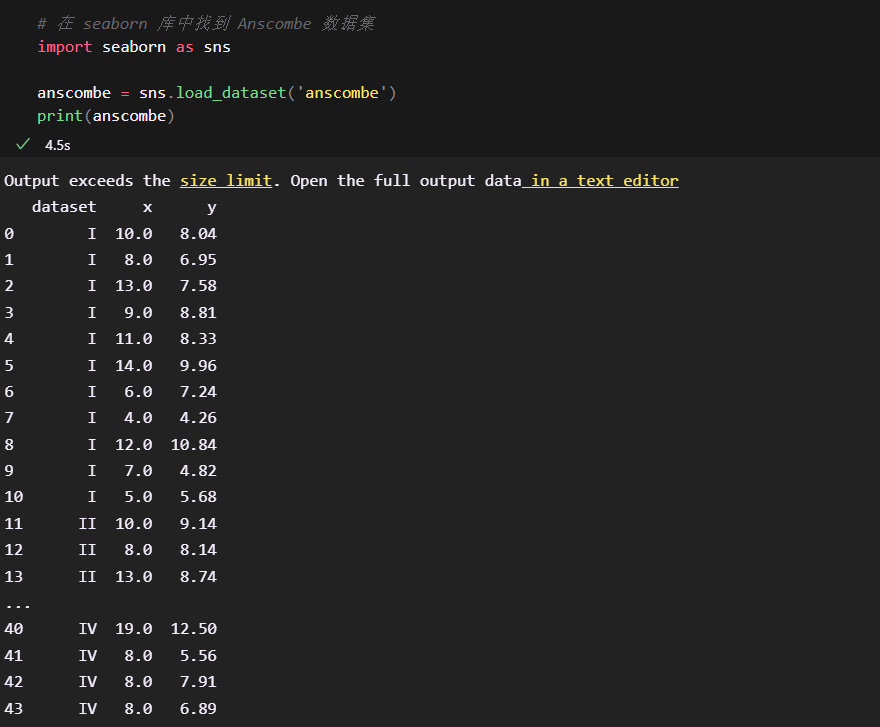 # 在 seaborn 库中找到 Anscombe 数据集
import seaborn as sns
anscombe = sns.load_dataset('anscombe')
print(anscombe)
4.5s
Output exceeds the size limit. Open the full output data in a text editor
dataset x y
0 I 10.0 8.04
1 I 8.0 6.95
2 I 13.0 7.58
3 I 9.0 8.81
4 I 11.0 8.33
5 I 14.0 9.96
6 I 6.0 7.24
7 I 4.0 4.26
8 I 12.0 10.84
9 I 7.0 4.82
10 I 5.0 5.68
11 II 10.0 9.14
12 II 8.0 8.14
13 II 13.0 8.74
...
40 IV 19.0 12.50
41 IV 8.0 5.56
42 IV 8.0 7.91
43 IV 8.0 6.89